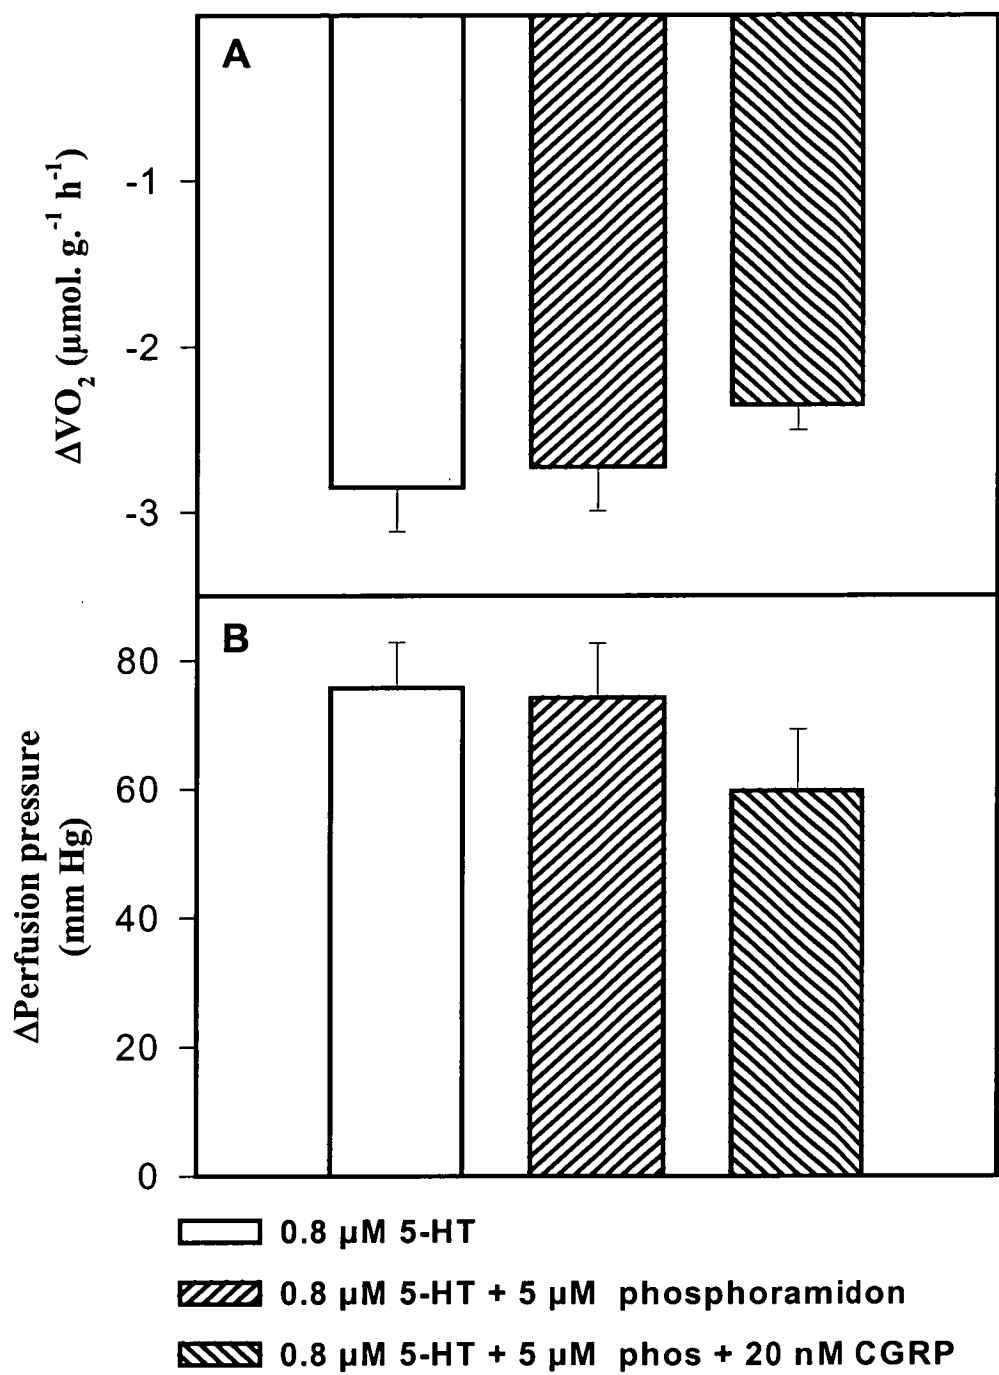 A
-1
-2
-3
ΔVO₂ (µmol. g.⁻¹ h⁻¹)
B
80
60
40
20
0
ΔPerfusion pressure
(mm Hg)
0.8 µM 5-HT
0.8 µM 5-HT + 5 µM phosphoramidon
0.8 µM 5-HT + 5 µM phos + 20 nM CGRP